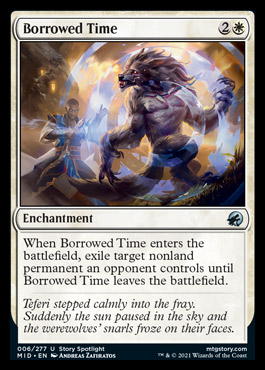 Borrowed Time 2
Enchantment
When Borrowed Time enters the
battlefield, exile target nonland
permanent an opponent controls until
Borrowed Time leaves the battlefield.
Teferi stepped calmly into the fray.
Suddenly the sun paused in the sky and
the werewolves' snarls froze on their faces.
006/277 U Story Spotlight mtgstory.com
MID • EN Andreas Zafiratos ™ & © 2021 Wizards of the Coast